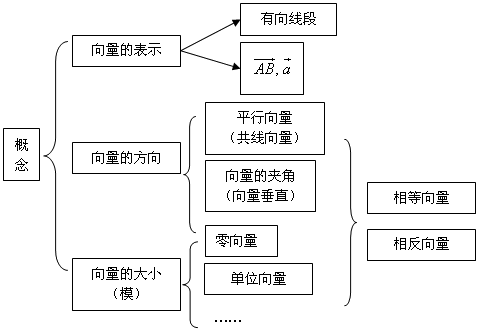 有向线段
向量的表示
AB, a
平行向量
(共线向量)
概
念
向量的方向
向量的夹角
(向量垂直)
相等向量
相反向量
零向量
向量的大小
(模)
单位向量
……